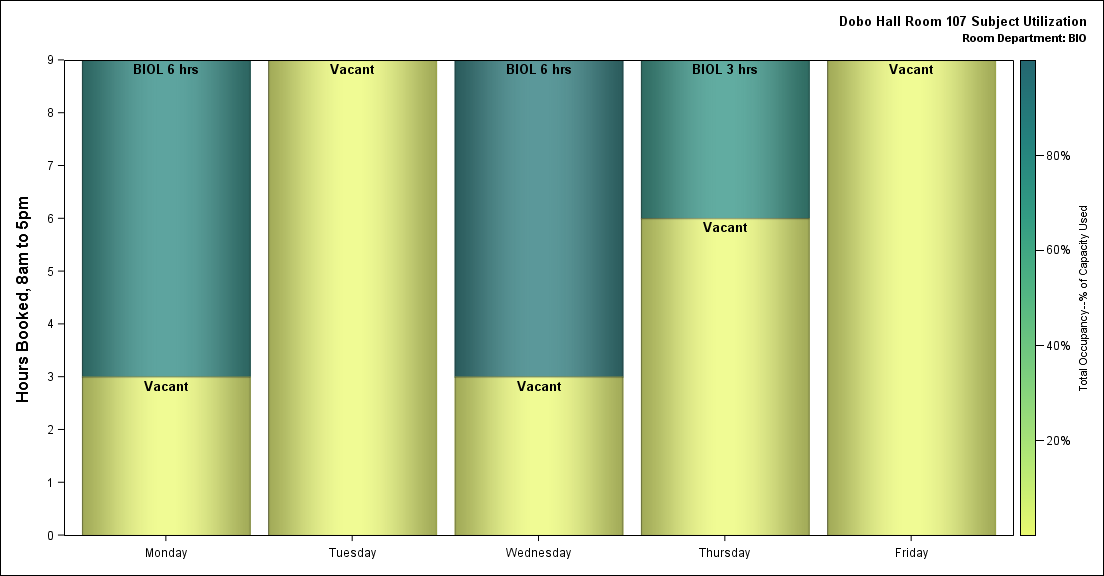 Dobo Hall Room 107 Subject Utilization
Room Department: BIO
Hours Booked, 8am to 5pm
9
8
7
6
5
4
3
2
1
0
BIOL 6 hrs
Vacant
BIOL 6 hrs
BIOL 3 hrs
Vacant
Vacant
Vacant
Vacant
Monday
Tuesday
Wednesday
Thursday
Friday
80%
60%
40%
20%
Total Occupancy--% of Capacity Used